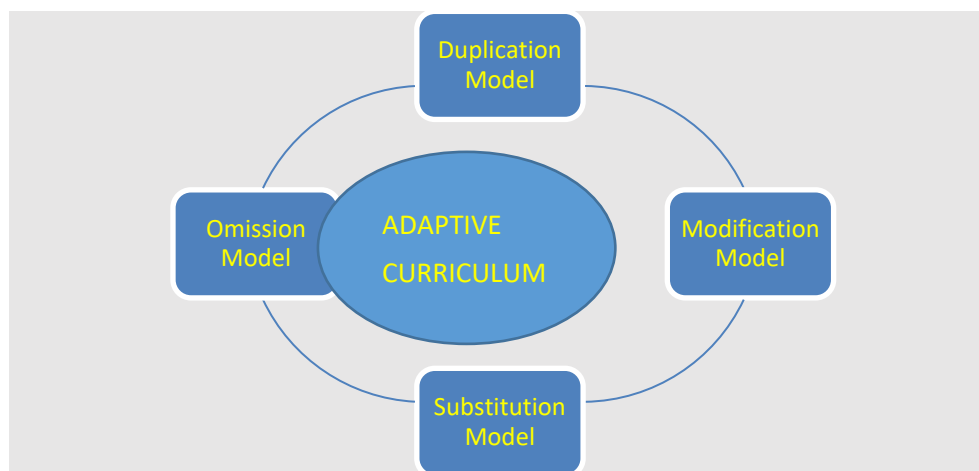 Duplication
Model
Omission
Model
ADAPTIVE
CURRICULUM
Modification
Model
Substitution
Model